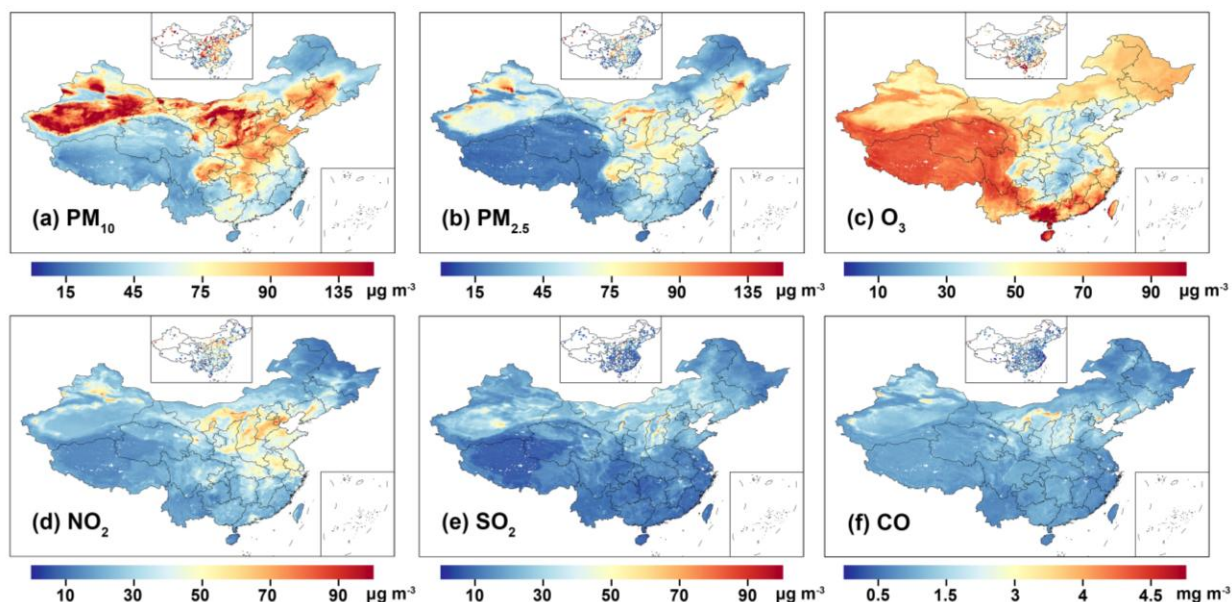 (a) PM10
(b) PM2.5
(c) O3
15 45 75 90 135 μg m-3
15 45 75 90 135 μg m-3
10 30 50 70 90 μg m-3
(d) NO2
(e) SO2
(f) CO
10 30 50 70 90 μg m-3
10 30 50 70 90 μg m-3
0.5 1.5 3 4 4.5 mg m-3